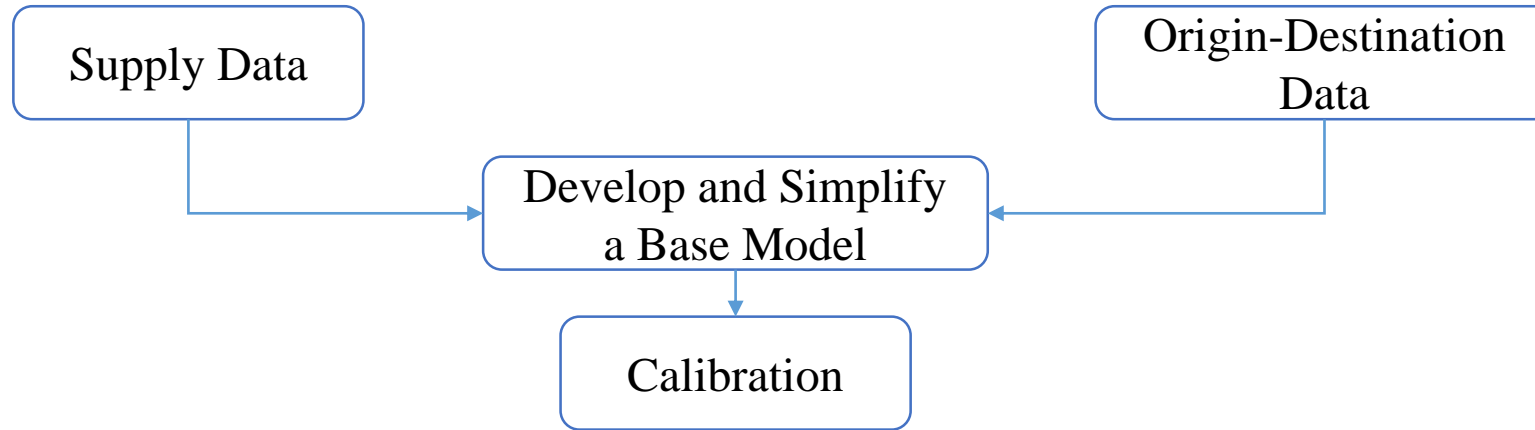 Supply Data
Origin-Destination
Data
Develop and Simplify
a Base Model
Calibration